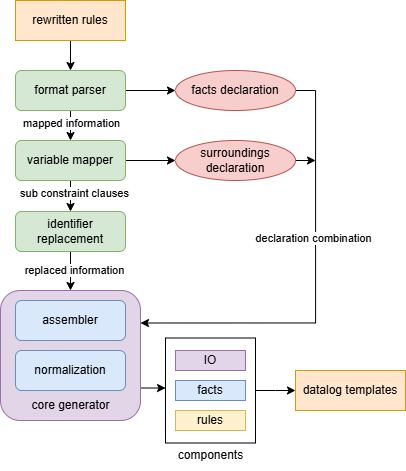 rewritten rules
format parser
facts declaration
mapped information
variable mapper
surroundings
declaration
sub constraint clauses
identifier
replacement
declaration combination
replaced information
assembler
normalization
core generator
IO
facts
rules
components
datalog templates